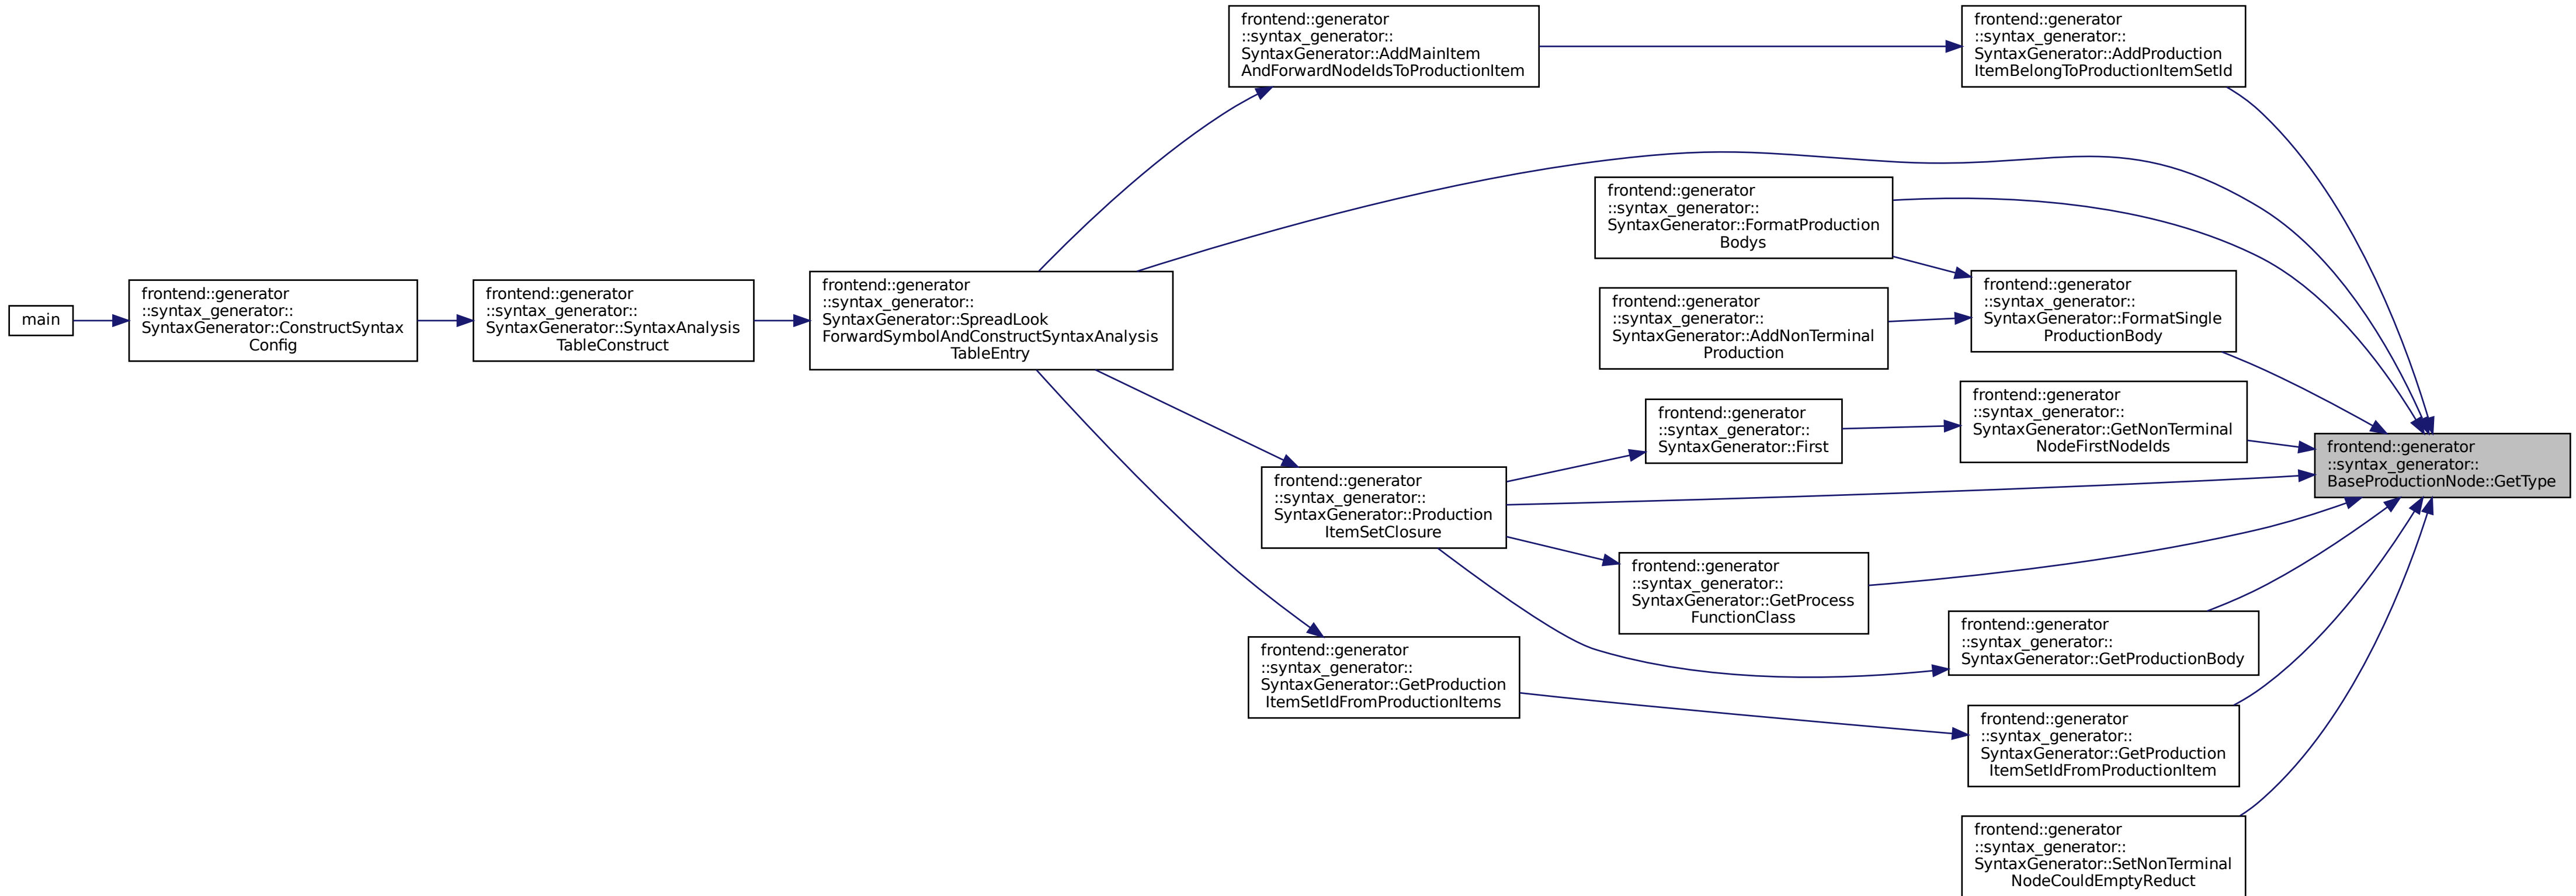 frontend::generator
::syntax_generator::
SyntaxGenerator::AddMainItem
AndForwardNodeIdsToProductionItem
frontend::generator
::syntax_generator::
SyntaxGenerator::AddProduction
ItemBelongToProductionItemSetId
frontend::generator
::syntax_generator::
SyntaxGenerator::FormatProduction
Bodys
main
frontend::generator
::syntax_generator::
SyntaxGenerator::ConstructSyntax
Config
frontend::generator
::syntax_generator::
SyntaxGenerator::SyntaxAnalysis
TableConstruct
frontend::generator
::syntax_generator::
SyntaxGenerator::SpreadLook
ForwardSymbolAndConstructSyntaxAnalysis
TableEntry
frontend::generator
::syntax_generator::
SyntaxGenerator::AddNonTerminal
Production
frontend::generator
::syntax_generator::
SyntaxGenerator::FormatSingle
ProductionBody
frontend::generator
::syntax_generator::
SyntaxGenerator::First
frontend::generator
::syntax_generator::
SyntaxGenerator::GetNonTerminal
NodeFirstNodeIds
frontend::generator
::syntax_generator::
BaseProductionNode::GetType
frontend::generator
::syntax_generator::
SyntaxGenerator::Production
ItemSetClosure
frontend::generator
::syntax_generator::
SyntaxGenerator::GetProcess
FunctionClass
frontend::generator
::syntax_generator::
SyntaxGenerator::GetProductionBody
frontend::generator
::syntax_generator::
SyntaxGenerator::GetProduction
ItemSetIdFromProductionItems
frontend::generator
::syntax_generator::
SyntaxGenerator::GetProduction
ItemSetIdFromProductionItem
frontend::generator
::syntax_generator::
SyntaxGenerator::SetNonTerminal
NodeCouldEmptyReduct